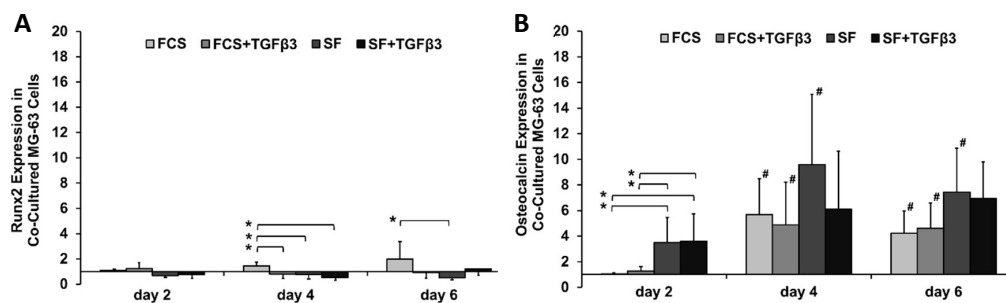 A
Runx2 Expression in
Co-Cultured MG-63 Cells
20
18
16
14
12
10
8
6
4
2
1
0
FCS FCS+TGFβ3 SF SF+TGFβ3
* * * *
day 2 day 4 day 6
B
Osteocalcin Expression in
Co-Cultured MG-63 Cells
20
18
16
14
12
10
8
6
4
2
1
FCS FCS+TGFβ3 SF SF+TGFβ3
* * * *
# # # # # #
day 2 day 4 day 6